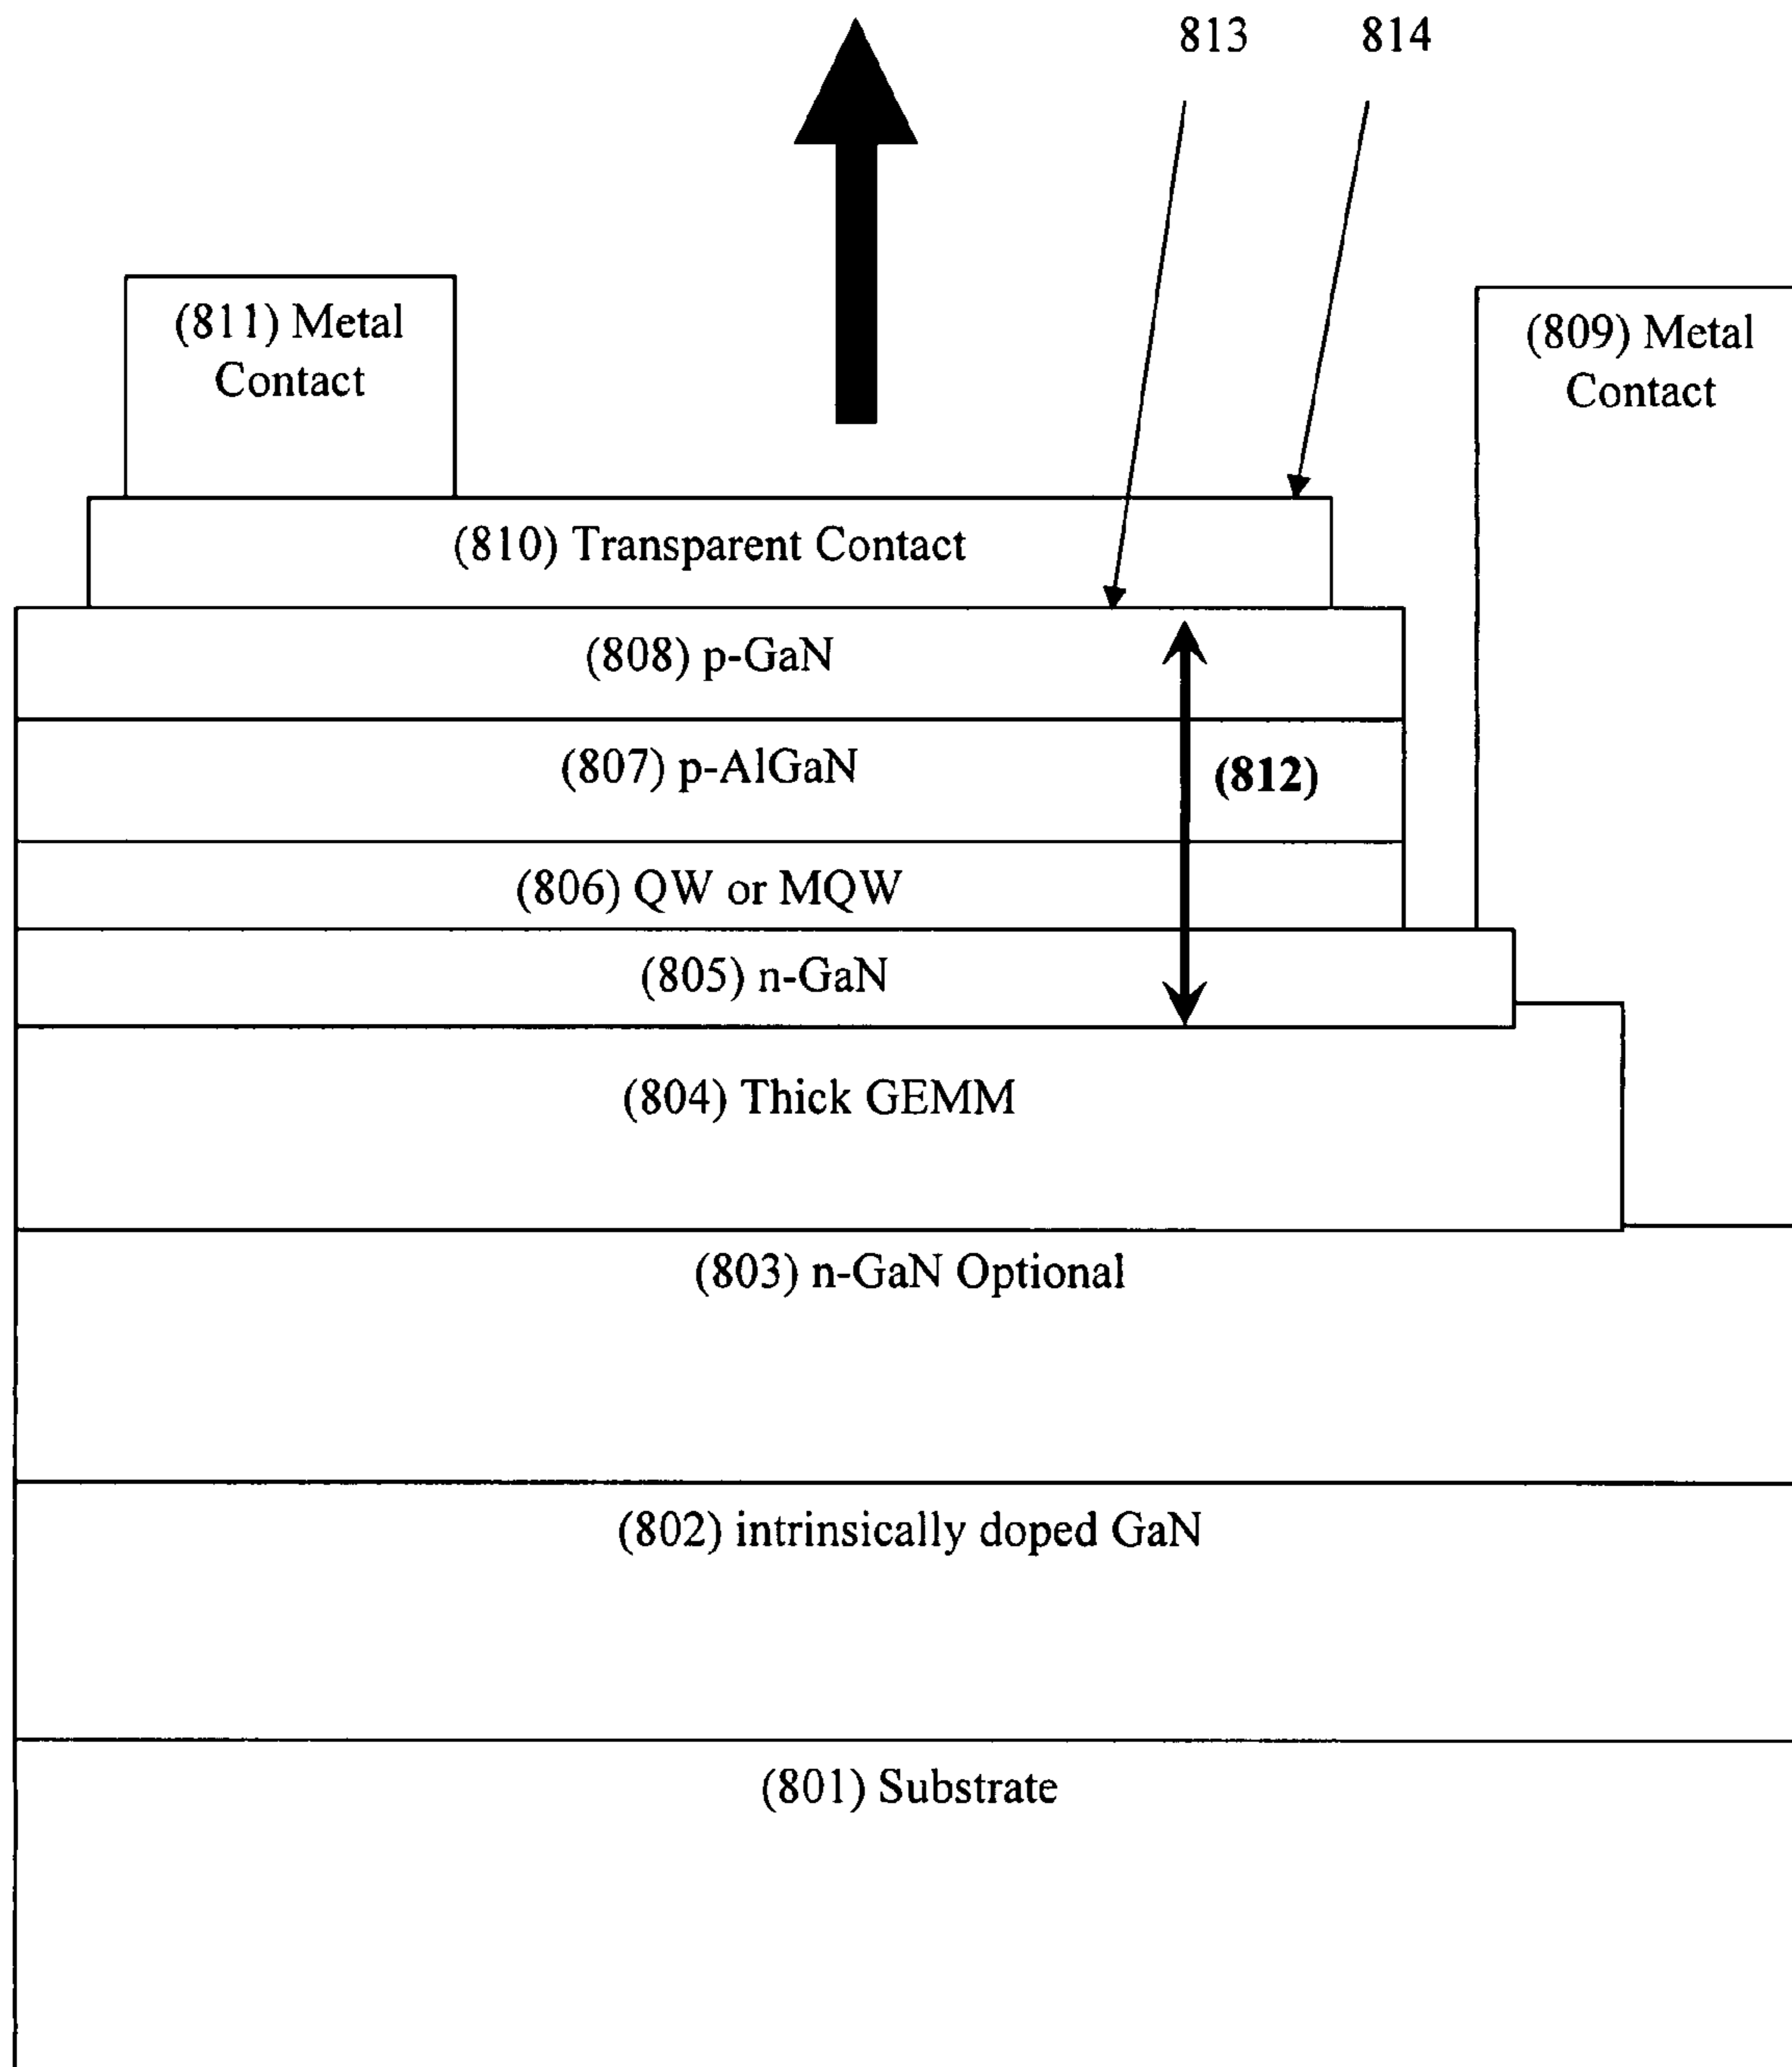 813
814
(811) Metal
Contact
(809) Metal
Contact
(810) Transparent Contact
(808) p-GaN
(807) p-AlGaN
(812)
(806) QW or MQW
(805) n-GaN
(804) Thick GEMM
(803) n-GaN Optional
(802) intrinsically doped GaN
(801) Substrate